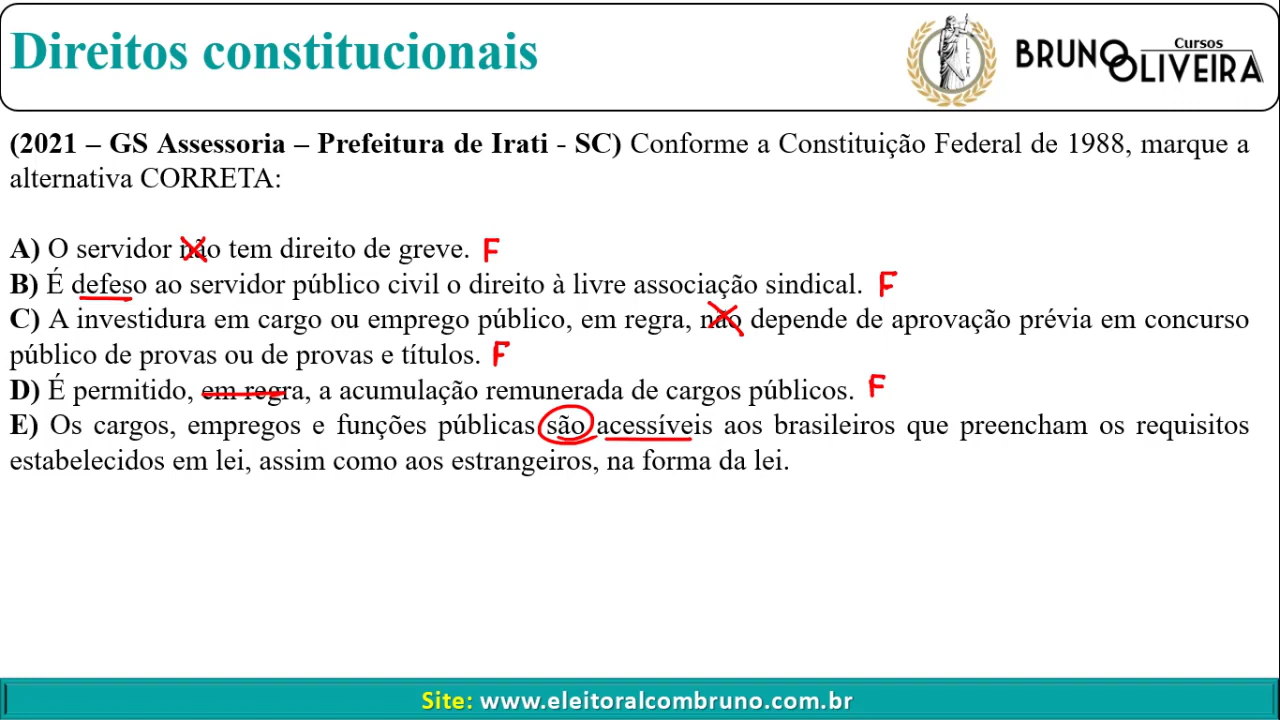 Direitos constitucionais
LEX
BRUNO OLIVEIRA
Cursos
(2021 – GS Assessoria – Prefeitura de Irati - SC) Conforme a Constituição Federal de 1988, marque a
alternativa CORRETA:
A) O servidor não tem direito de greve. F
B) É defeso ao servidor público civil o direito à livre associação sindical. F
C) A investidura em cargo ou emprego público, em regra, não depende de aprovação prévia em concurso
público de provas ou de provas e títulos. F
D) É permitido, em regra, a acumulação remunerada de cargos públicos. F
E) Os cargos, empregos e funções públicas são acessíveis aos brasileiros que preencham os requisitos
estabelecidos em lei, assim como aos estrangeiros, na forma da lei.
Site: www.eleitoralcombruno.com.br